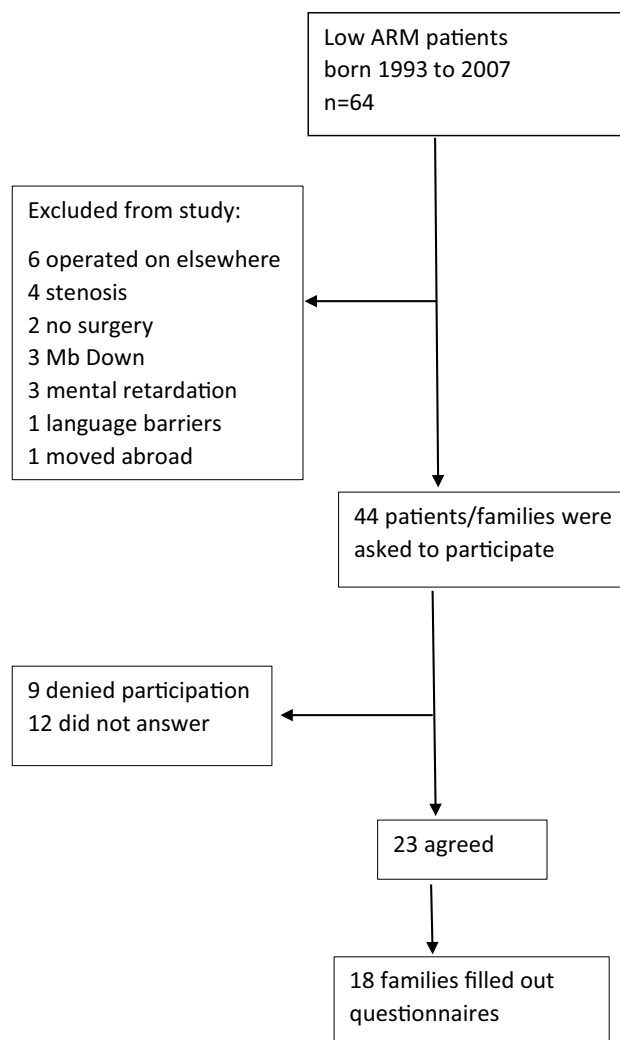 Low ARM patients
born 1993 to 2007
n=64
Excluded from study:
6 operated on elsewhere
4 stenosis
2 no surgery
3 Mb Down
3 mental retardation
1 language barriers
1 moved abroad
44 patients/families were
asked to participate
9 denied participation
12 did not answer
23 agreed
18 families filled out
questionnaires